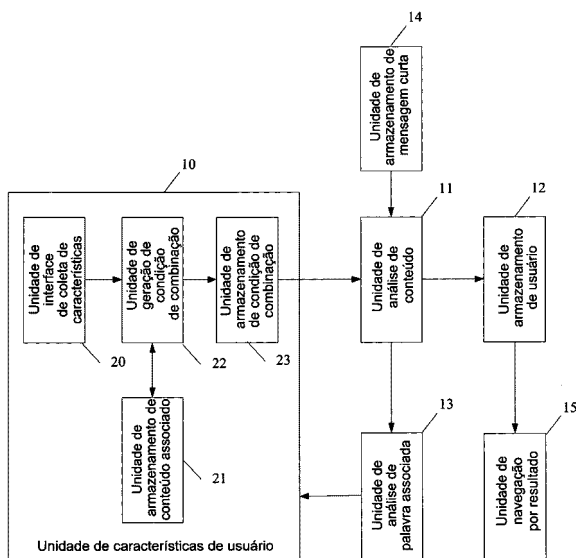 14
Unidade de
armazenamento de
mensagem curta
10
11
12
Unidade de
interface
de coleta de
características
Unidade de
geração de
condição
de combinação
Unidade de
armazenamento
de condição de
combinação
Unidade de
análise de
conteúdo
Unidade de
armazenamento
de usuário
20
22
23
13
15
Unidade de
armazenamento de
conteúdo associado
21
Unidade de
análise de
palavra associada
Unidade de
navegação
por resultado
Unidade de características de usuário